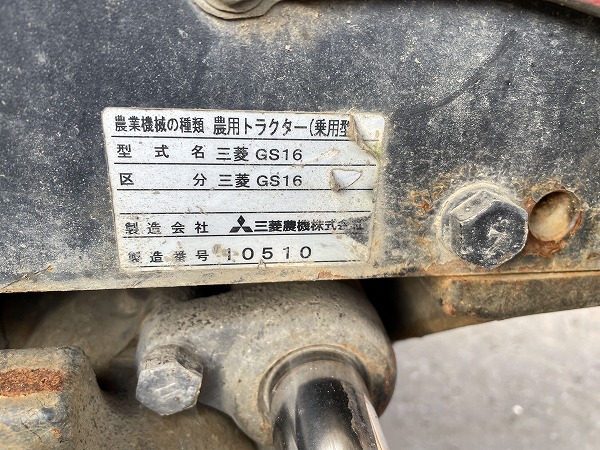 農業機械の種類 農用トラクター(乗用型
型式名 三菱 GS16
区分 三菱 GS16
製造会社 三菱農機株式会社
製造番号 10510